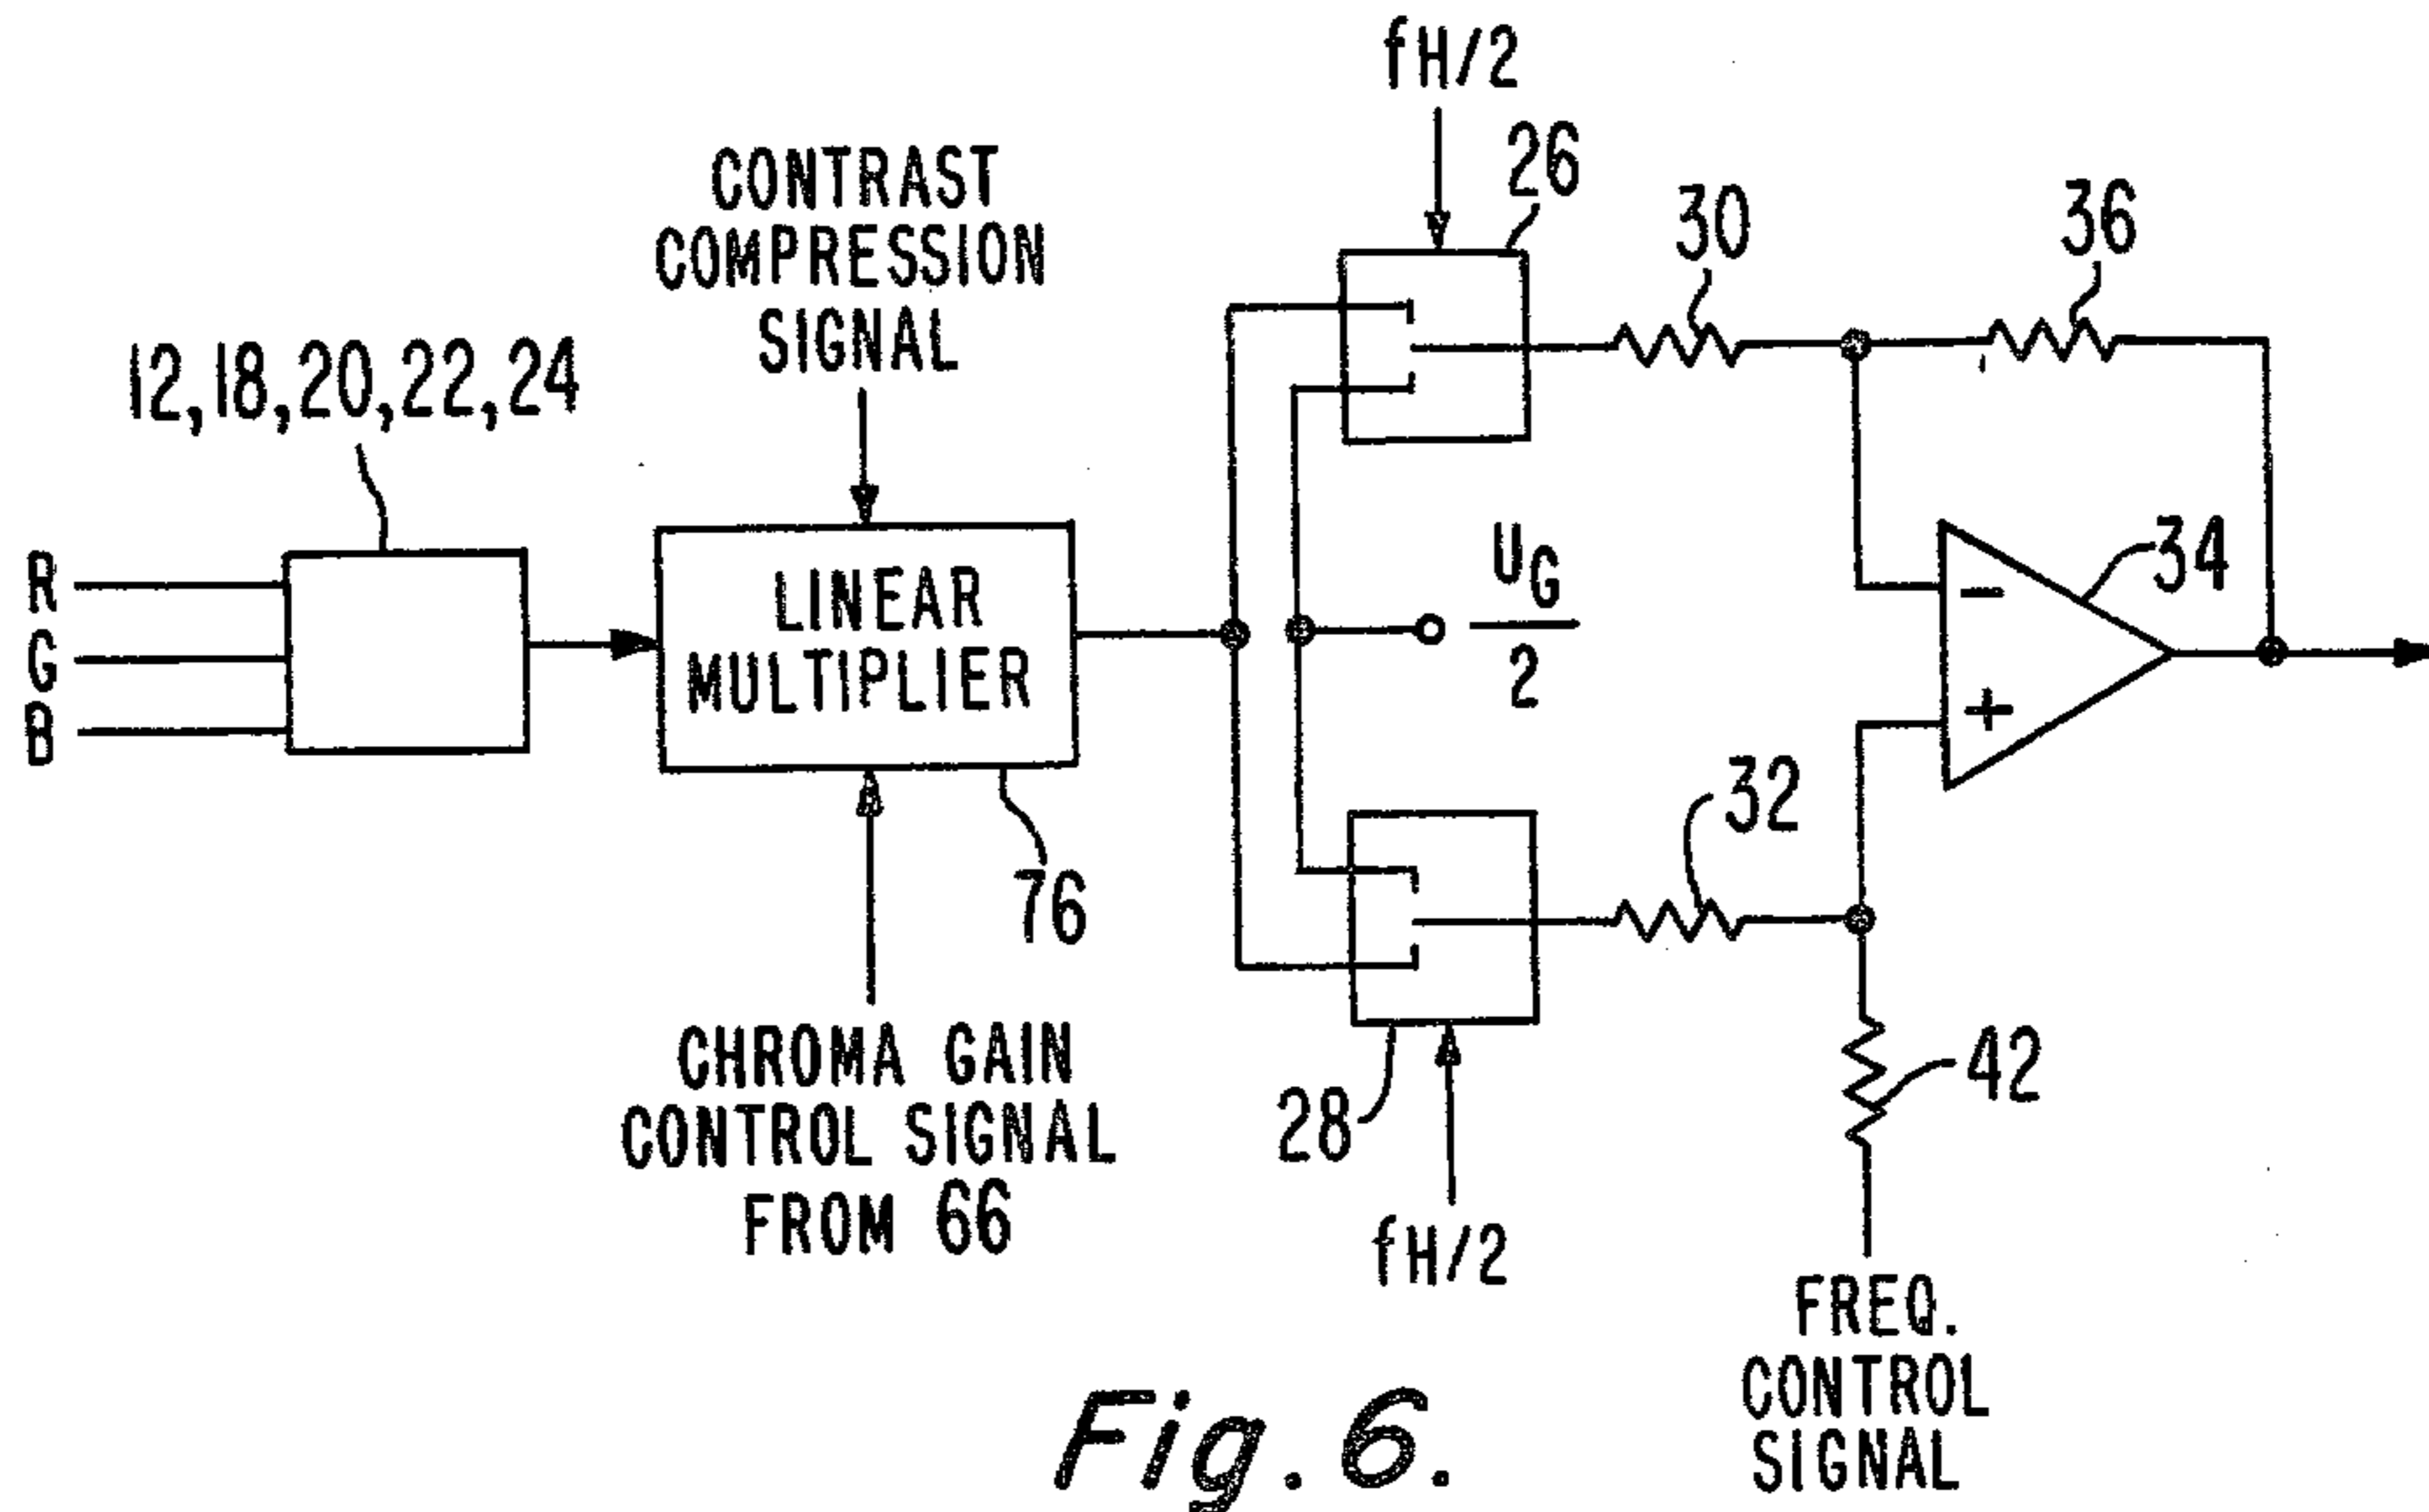 fH/2
26
CONTRAST
COMPRESSION
SIGNAL
30
36
12,18,20,22,24
R
G
B
LINEAR
MULTIPLIER
UG
2
-
+
34
32
76
CHROMA GAIN
CONTROL SIGNAL
FROM 66
28
fH/2
42
FREQ.
CONTROL
SIGNAL
Fig. 6.